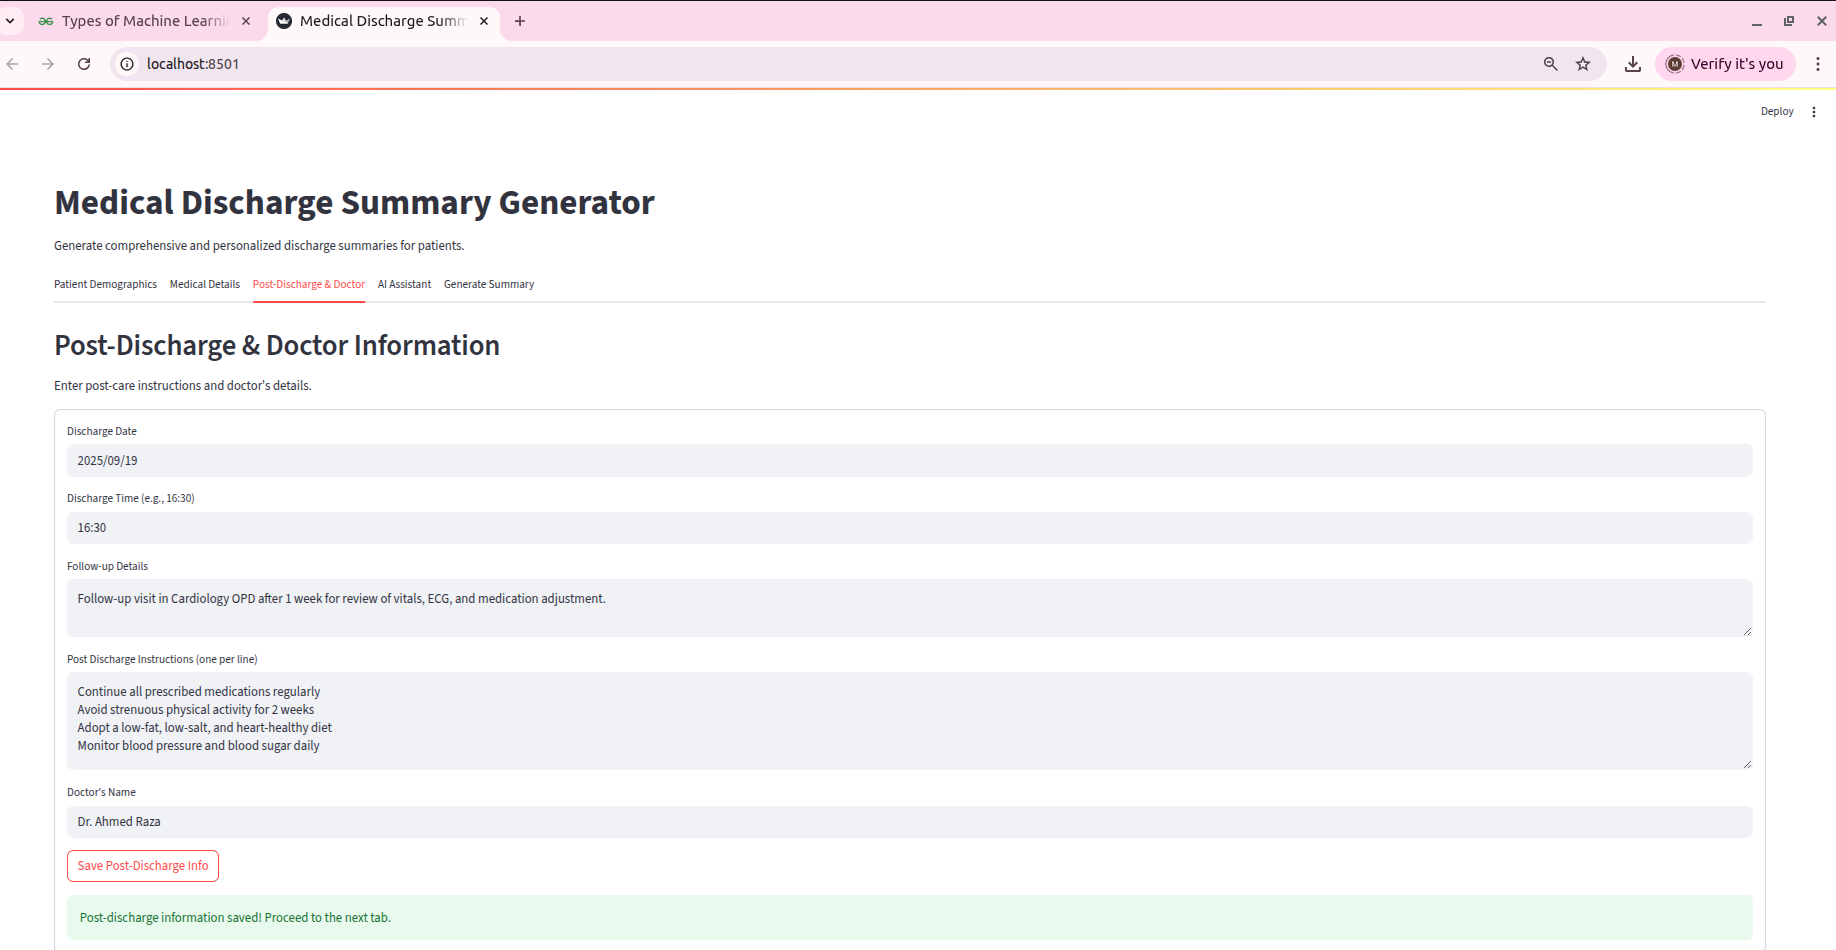 Types of Machine Learni
Medical Discharge Summ
localhost:8501
M
Verify it's you
Deploy
Medical Discharge Summary Generator
Generate comprehensive and personalized discharge summaries for patients.
Patient Demographics
Medical Details
Post-Discharge & Doctor
AI Assistant
Generate Summary
Post-Discharge & Doctor Information
Enter post-care instructions and doctor's details.
Discharge Date
2025/09/19
Discharge Time (e.g., 16:30)
16:30
Follow-up Details
Follow-up visit in Cardiology OPD after 1 week for review of vitals, ECG, and medication adjustment.
Post Discharge Instructions (one per line)
Continue all prescribed medications regularly
Avoid strenuous physical activity for 2 weeks
Adopt a low-fat, low-salt, and heart-healthy diet
Monitor blood pressure and blood sugar daily
Doctor's Name
Dr. Ahmed Raza
Save Post-Discharge Info
Post-discharge information saved! Proceed to the next tab.